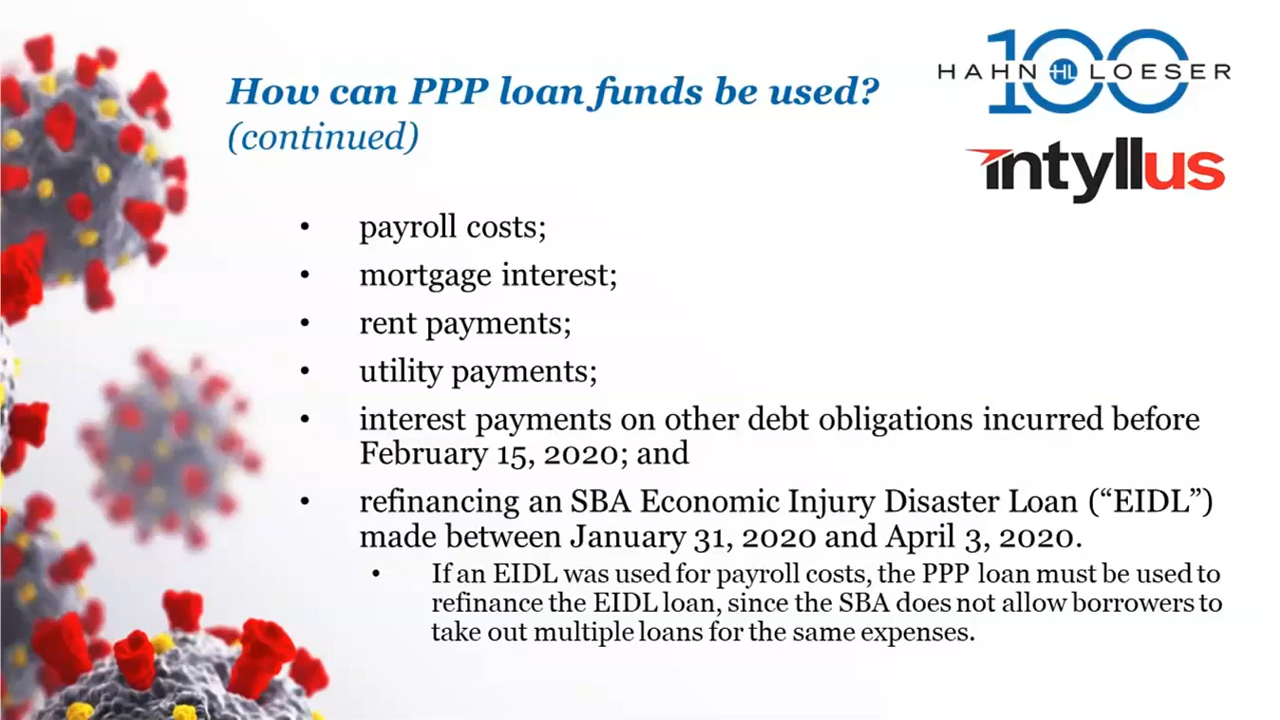 How can PPP loan funds be used?
(continued)
100
HAHN HL LOESER
intyllus
• payroll costs;
• mortgage interest;
• rent payments;
• utility payments;
• interest payments on other debt obligations incurred before
February 15, 2020; and
• refinancing an SBA Economic Injury Disaster Loan (“EIDL”)
made between January 31, 2020 and April 3, 2020.
• If an EIDL was used for payroll costs, the PPP loan must be used to
refinance the EIDL loan, since the SBA does not allow borrowers to
take out multiple loans for the same expenses.